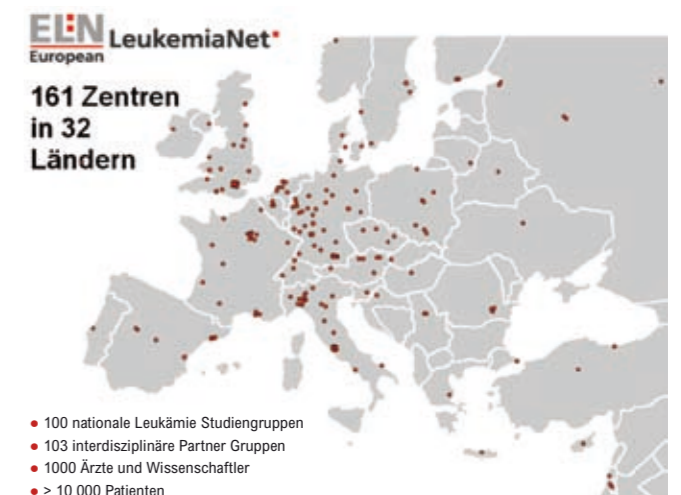 ELN LeukemiaNet
European
161 Zentren
in 32
Ländern
• 100 nationale Leukämie Studiengruppen
• 103 interdisziplinäre Partner Gruppen
• 1000 Ärzte und Wissenschaftler
• > 10 000 Patienten